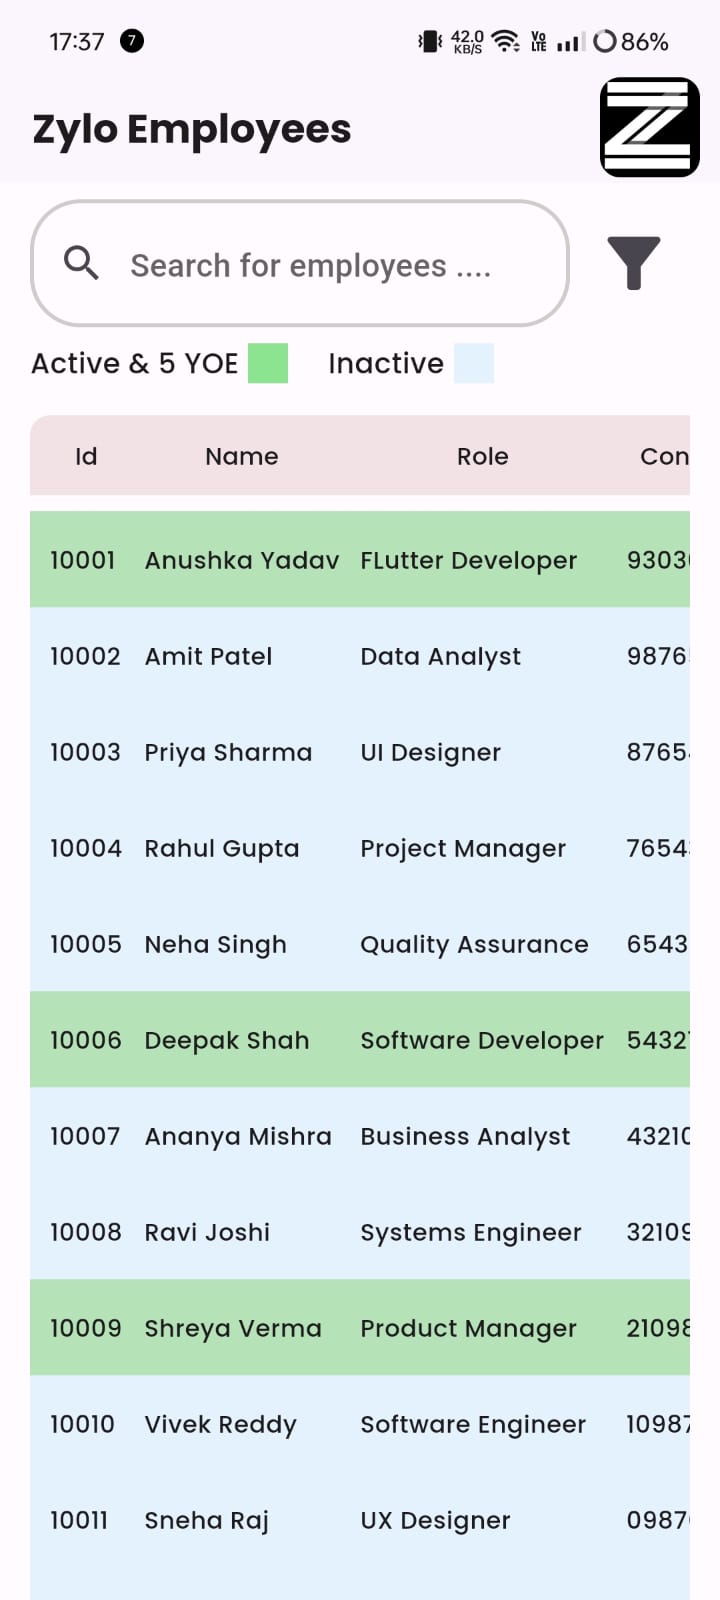 17:37 7 42.0 KB/S Vo LTE 86%
Zylo Employees
Search for employees ....
Active & 5 YOE Inactive
Id Name Role Con
10001 Anushka Yadav FLutter Developer 9303
10002 Amit Patel Data Analyst 9876
10003 Priya Sharma UI Designer 8765
10004 Rahul Gupta Project Manager 7654
10005 Neha Singh Quality Assurance 6543
10006 Deepak Shah Software Developer 5432
10007 Ananya Mishra Business Analyst 43210
10008 Ravi Joshi Systems Engineer 32109
10009 Shreya Verma Product Manager 21098
10010 Vivek Reddy Software Engineer 10987
10011 Sneha Raj UX Designer 0987